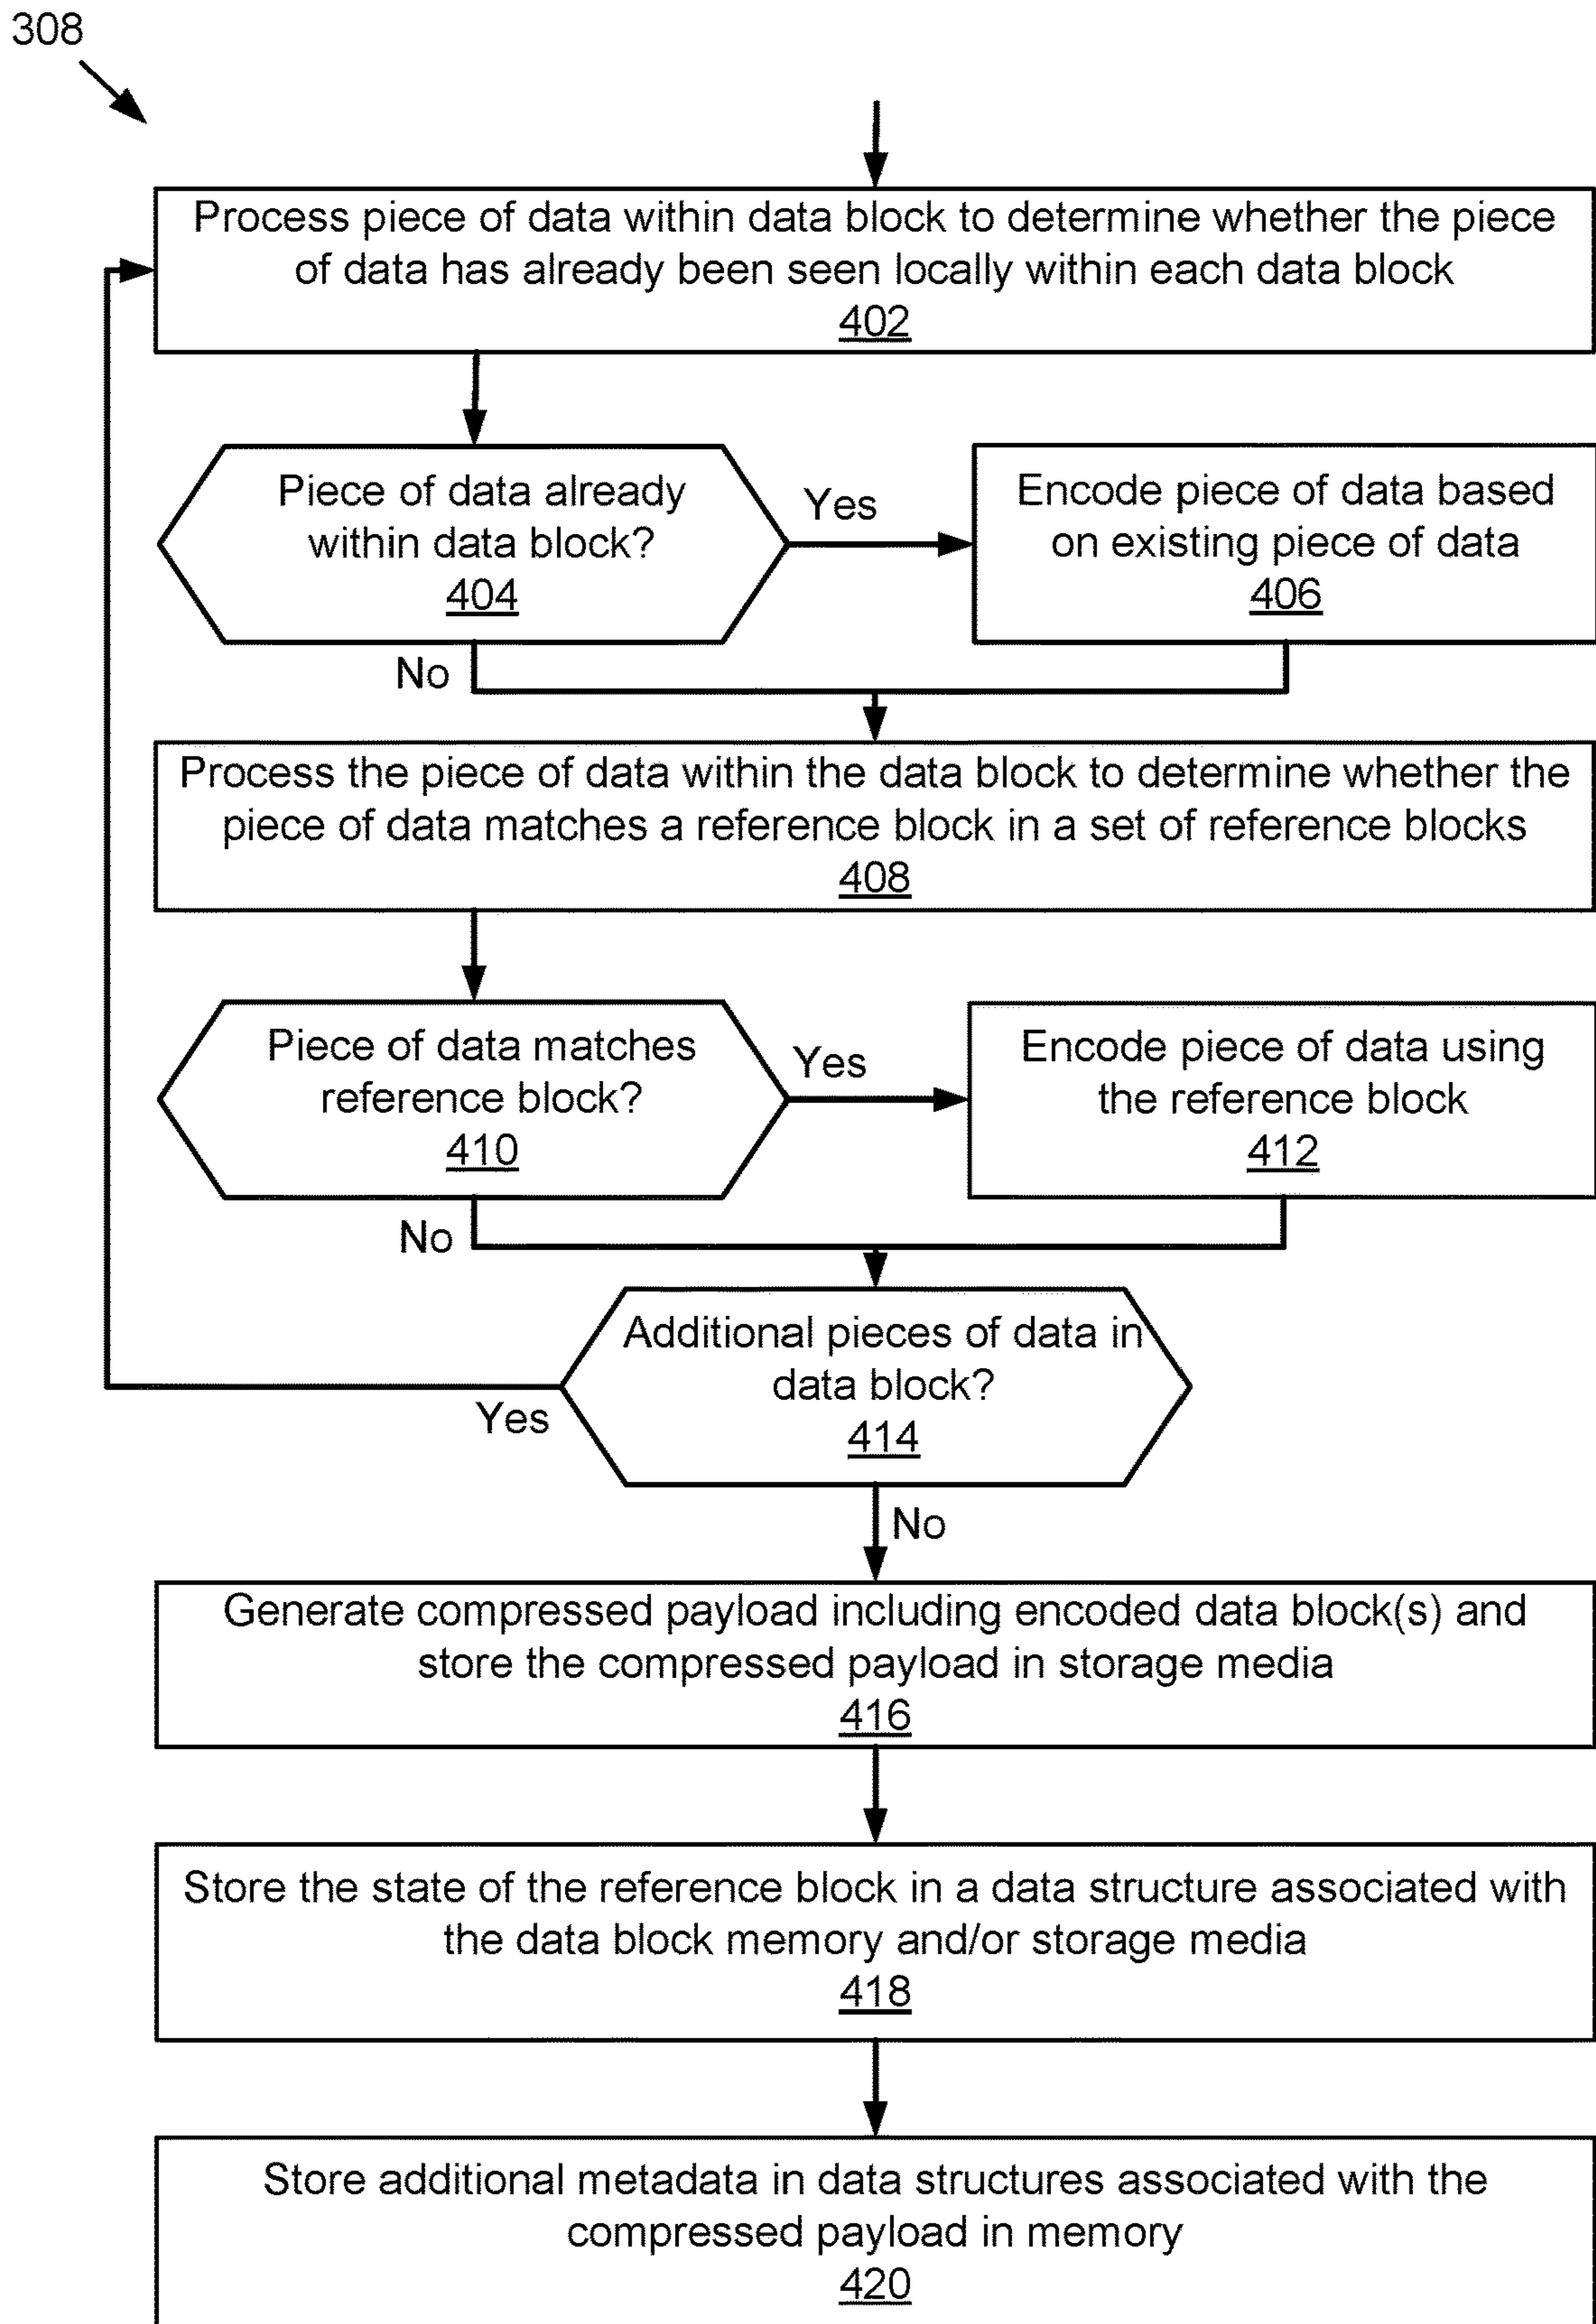 308
Process piece of data within data block to determine whether the piece
of data has already been seen locally within each data block
402
Piece of data already
within data block?
404
Yes
Encode piece of data based
on existing piece of data
406
No
Process the piece of data within the data block to determine whether the
piece of data matches a reference block in a set of reference blocks
408
Piece of data matches
reference block?
410
Yes
Encode piece of data using
the reference block
412
No
Additional pieces of data in
data block?
414
Yes
No
Generate compressed payload including encoded data block(s) and
store the compressed payload in storage media
416
Store the state of the reference block in a data structure associated with
the data block memory and/or storage media
418
Store additional metadata in data structures associated with the
compressed payload in memory
420